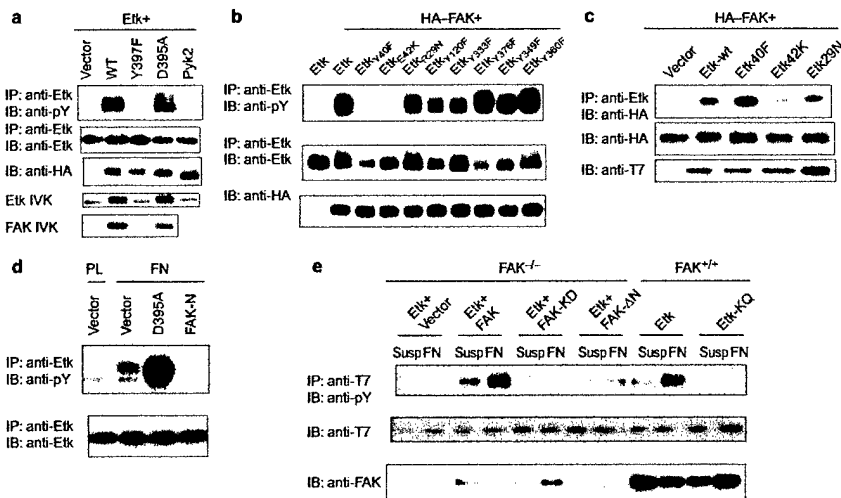 a
Etk+
Vector
WT
Y397F
D395A
Pyk2
IP: anti-Etk
IB: anti-pY
IP: anti-Etk
IB: anti-Etk
IB: anti-HA
Etk IVK
FAK IVK
b
HA–FAK+
Etk
Etk
EtkY40F
EtkE42K
EtkR29N
EtkY120F
EtkY333F
EtkY376F
EtkY349F
EtkY360F
IP: anti-Etk
IB: anti-pY
IP: anti-Etk
IB: anti-Etk
IB: anti-HA
c
HA–FAK+
Vector
Etk-wt
Etk40F
Etk42K
Etk29N
IP: anti-Etk
IB: anti-HA
IB: anti-HA
IB: anti-T7
d
PL
FN
Vector
Vector
D395A
FAK-N
IP: anti-Etk
IB: anti-pY
IP: anti-Etk
IB: anti-Etk
e
FAK–/–
FAK+/+
Etk+
Vector
Etk+
FAK
Etk+
FAK-KD
Etk+
FAK-ΔN
Etk
Etk-KQ
Susp FN Susp FN Susp FN Susp FN Susp FN Susp FN
IP: anti-T7
IB: anti-pY
IB: anti-T7
IB: anti-FAK